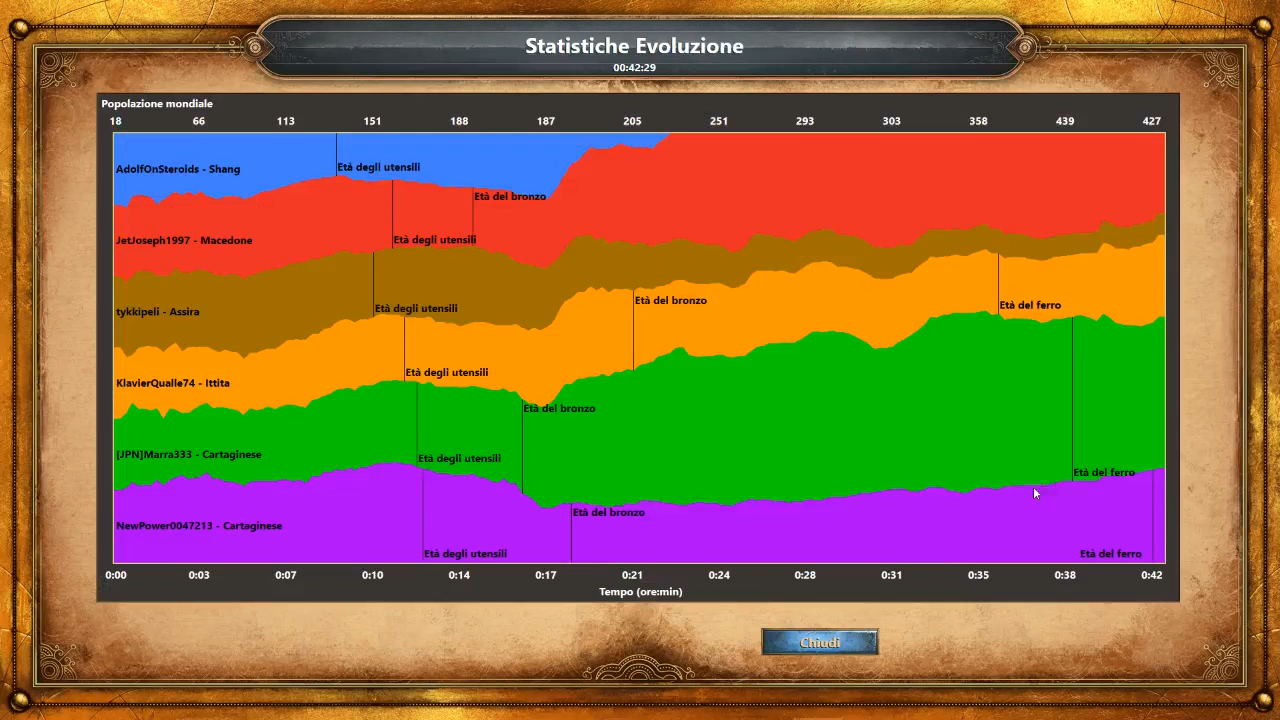 Statistiche Evoluzione
00:42:29
Popolazione mondiale
18 66 113 151 188 187 205 251 293 303 358 439 427
AdolfOnSteroids - Shang
Età degli utensili
Età del bronzo
JetJoseph1997 - Macedone
Età degli utensili
tykkipeli - Assira
Età degli utensili
Età del bronzo
Età del ferro
KlavierQualle74 - Ittita
Età degli utensili
Età del bronzo
[JPN]Marra333 - Cartaginese
Età degli utensili
Età del ferro
NewPower0047213 - Cartaginese
Età del bronzo
Età degli utensili
Età del ferro
0:00 0:03 0:07 0:10 0:14 0:17 0:21 0:24 0:28 0:31 0:35 0:38 0:42
Tempo (ore:min)
Chiudi